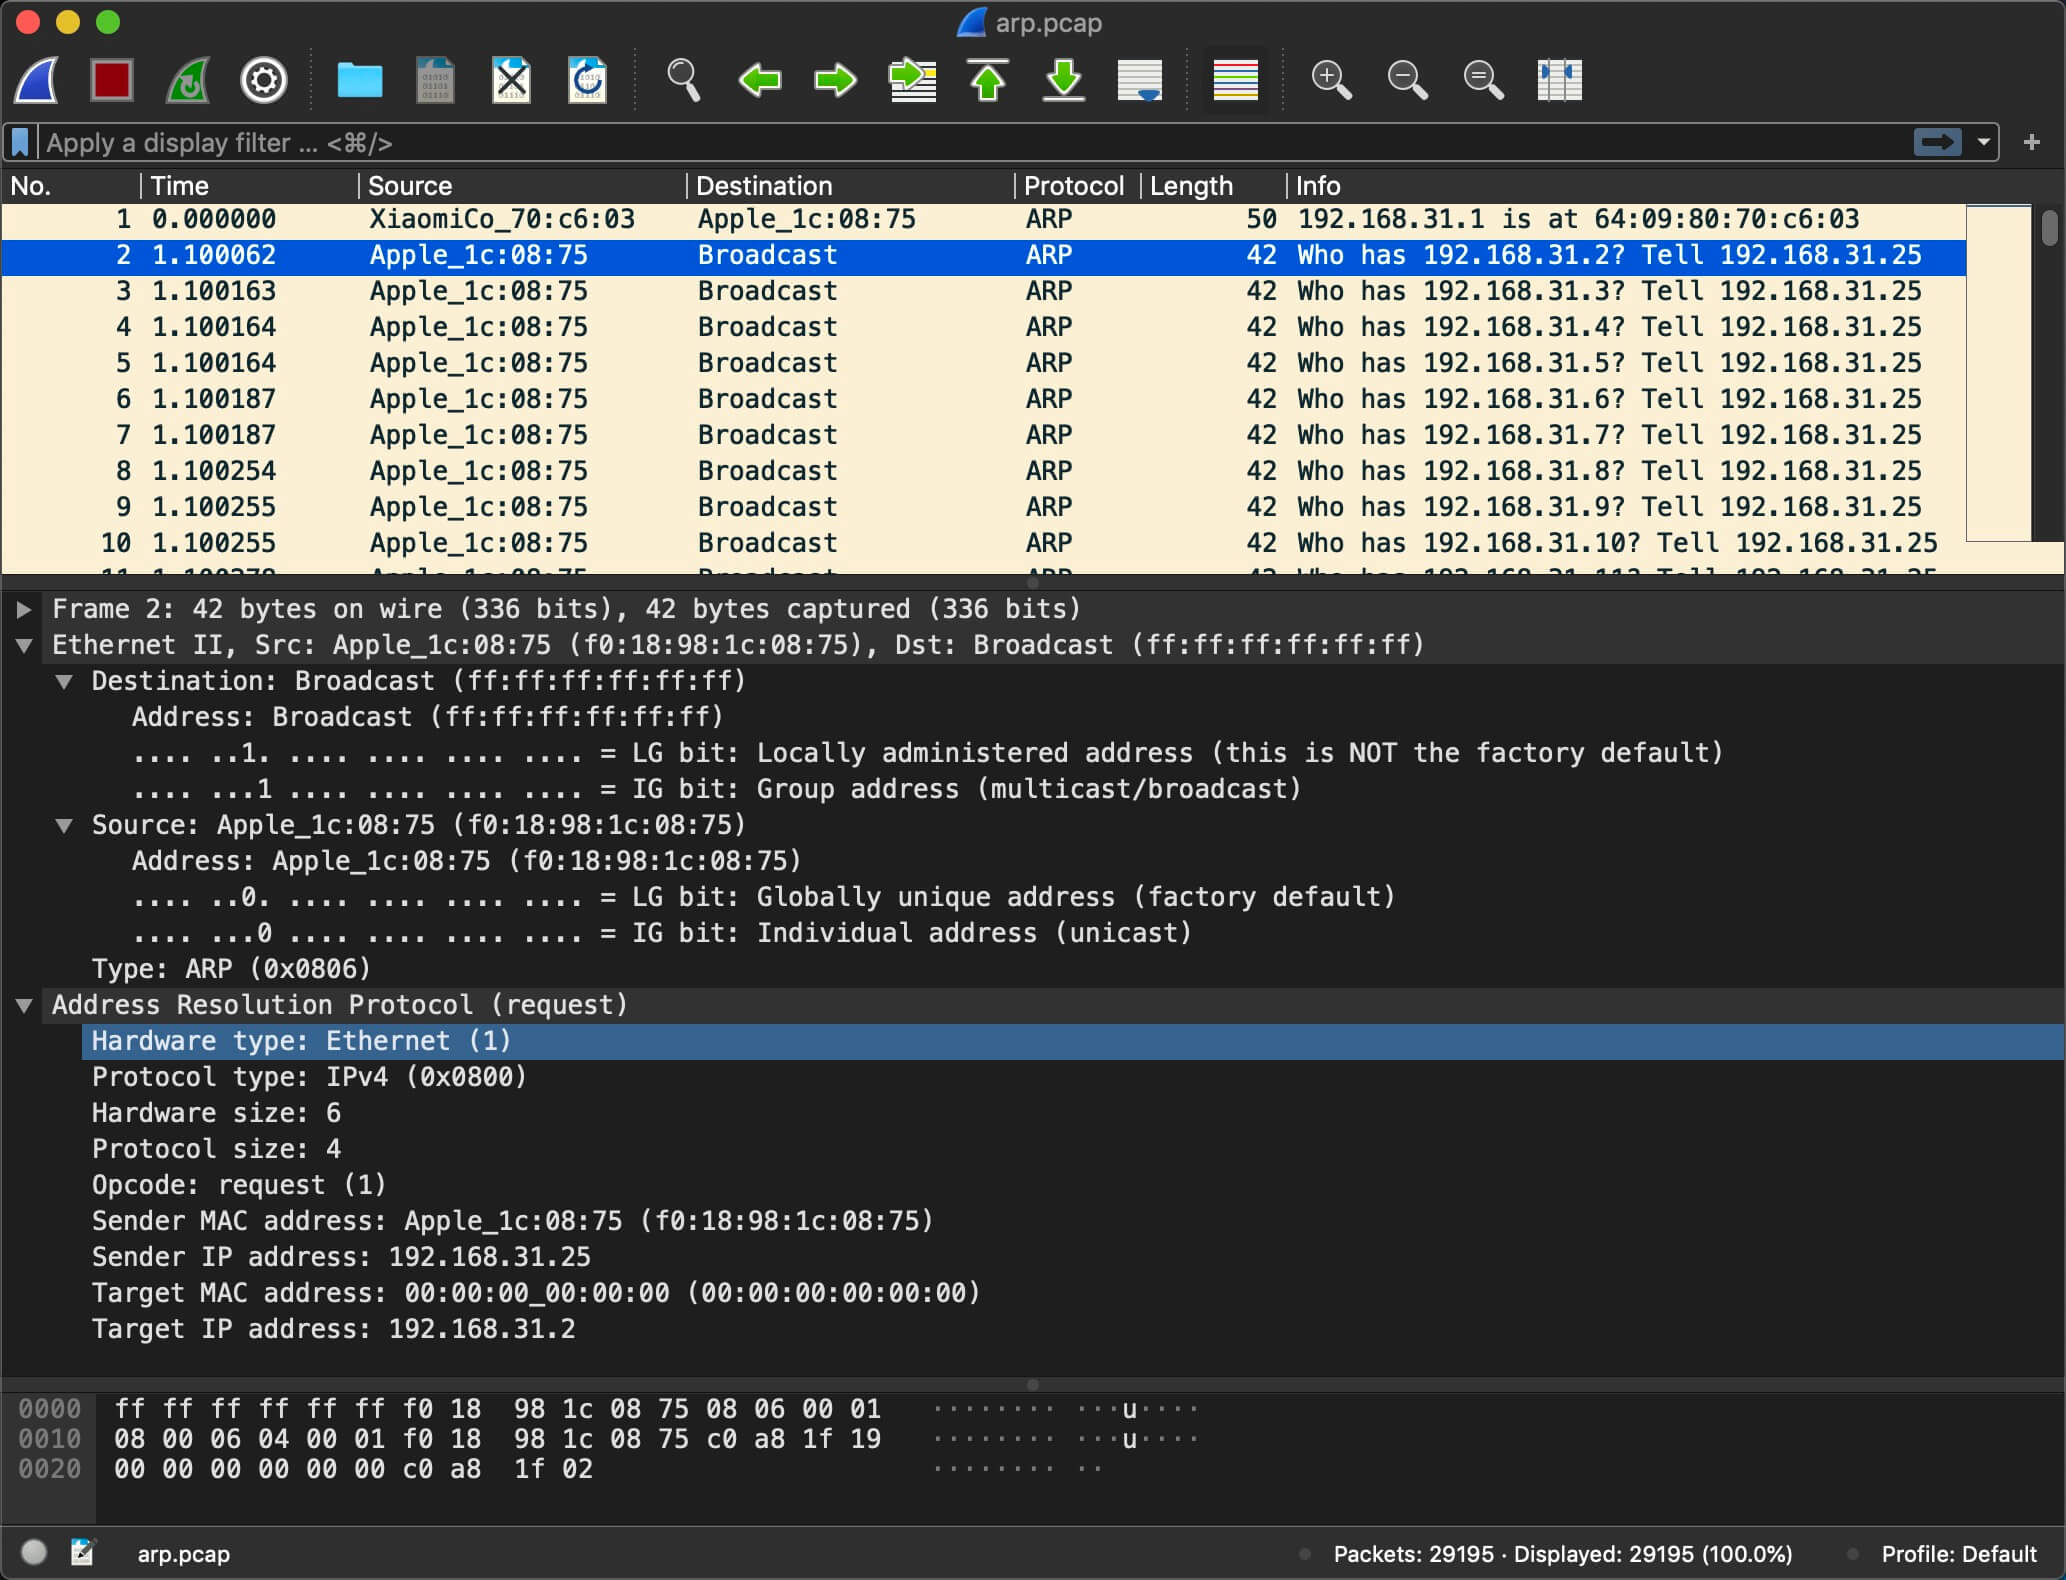 arp.pcap
Apply a display filter ... <⌘/>
No. Time Source Destination Protocol Length Info
1 0.000000 XiaomiCo_70:c6:03 Apple_1c:08:75 ARP 50 192.168.31.1 is at 64:09:80:70:c6:03
2 1.100062 Apple_1c:08:75 Broadcast ARP 42 Who has 192.168.31.2? Tell 192.168.31.25
3 1.100163 Apple_1c:08:75 Broadcast ARP 42 Who has 192.168.31.3? Tell 192.168.31.25
4 1.100164 Apple_1c:08:75 Broadcast ARP 42 Who has 192.168.31.4? Tell 192.168.31.25
5 1.100164 Apple_1c:08:75 Broadcast ARP 42 Who has 192.168.31.5? Tell 192.168.31.25
6 1.100187 Apple_1c:08:75 Broadcast ARP 42 Who has 192.168.31.6? Tell 192.168.31.25
7 1.100187 Apple_1c:08:75 Broadcast ARP 42 Who has 192.168.31.7? Tell 192.168.31.25
8 1.100254 Apple_1c:08:75 Broadcast ARP 42 Who has 192.168.31.8? Tell 192.168.31.25
9 1.100255 Apple_1c:08:75 Broadcast ARP 42 Who has 192.168.31.9? Tell 192.168.31.25
10 1.100255 Apple_1c:08:75 Broadcast ARP 42 Who has 192.168.31.10? Tell 192.168.31.25
Frame 2: 42 bytes on wire (336 bits), 42 bytes captured (336 bits)
Ethernet II, Src: Apple_1c:08:75 (f0:18:98:1c:08:75), Dst: Broadcast (ff:ff:ff:ff:ff:ff)
Destination: Broadcast (ff:ff:ff:ff:ff:ff)
Address: Broadcast (ff:ff:ff:ff:ff:ff)
.... ..1. .... .... .... .... = LG bit: Locally administered address (this is NOT the factory default)
.... ...1 .... .... .... .... = IG bit: Group address (multicast/broadcast)
Source: Apple_1c:08:75 (f0:18:98:1c:08:75)
Address: Apple_1c:08:75 (f0:18:98:1c:08:75)
.... ..0. .... .... .... .... = LG bit: Globally unique address (factory default)
.... ...0 .... .... .... .... = IG bit: Individual address (unicast)
Type: ARP (0x0806)
Address Resolution Protocol (request)
Hardware type: Ethernet (1)
Protocol type: IPv4 (0x0800)
Hardware size: 6
Protocol size: 4
Opcode: request (1)
Sender MAC address: Apple_1c:08:75 (f0:18:98:1c:08:75)
Sender IP address: 192.168.31.25
Target MAC address: 00:00:00_00:00:00 (00:00:00:00:00:00)
Target IP address: 192.168.31.2
0000 ff ff ff ff ff ff f0 18 98 1c 08 75 08 06 00 01 ········ ···u····
0010 08 00 06 04 00 01 f0 18 98 1c 08 75 c0 a8 1f 19 ········ ···u····
0020 00 00 00 00 00 00 c0 a8 1f 02 ········ ··
arp.pcap Packets: 29195 · Displayed: 29195 (100.0%) Profile: Default